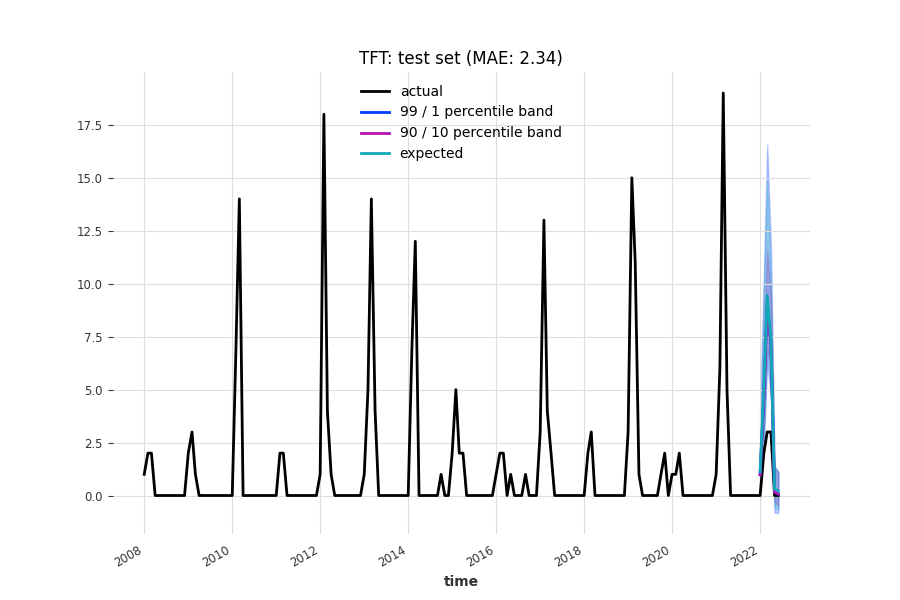 TFT: test set (MAE: 2.34)
actual
99 / 1 percentile band
90 / 10 percentile band
expected
17.5
15.0
12.5
10.0
7.5
5.0
2.5
0.0
2008
2010
2012
2014
2016
2018
2020
2022
time